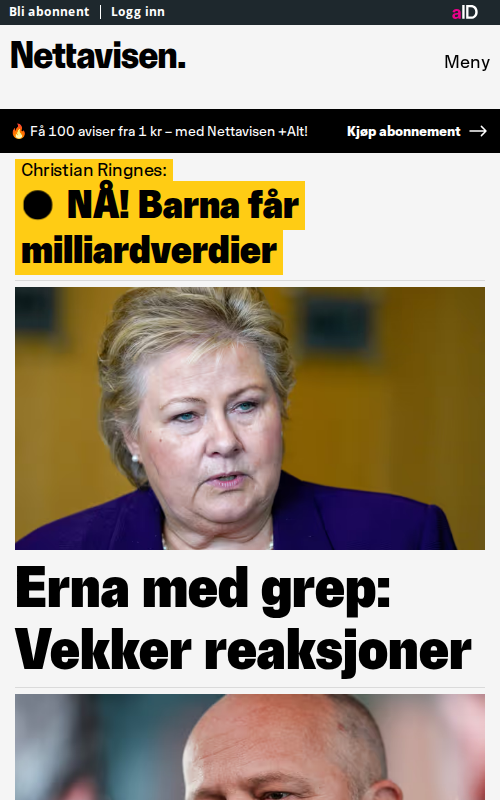 Bli abonnent | Logg inn
aID
Nettavisen.
Meny
🔥 Få 100 aviser fra 1 kr – med Nettavisen +Alt!
Kjøp abonnement →
Christian Ringnes:
● NÅ! Barna får
milliardverdier
Erna med grep:
Vekker reaksjoner